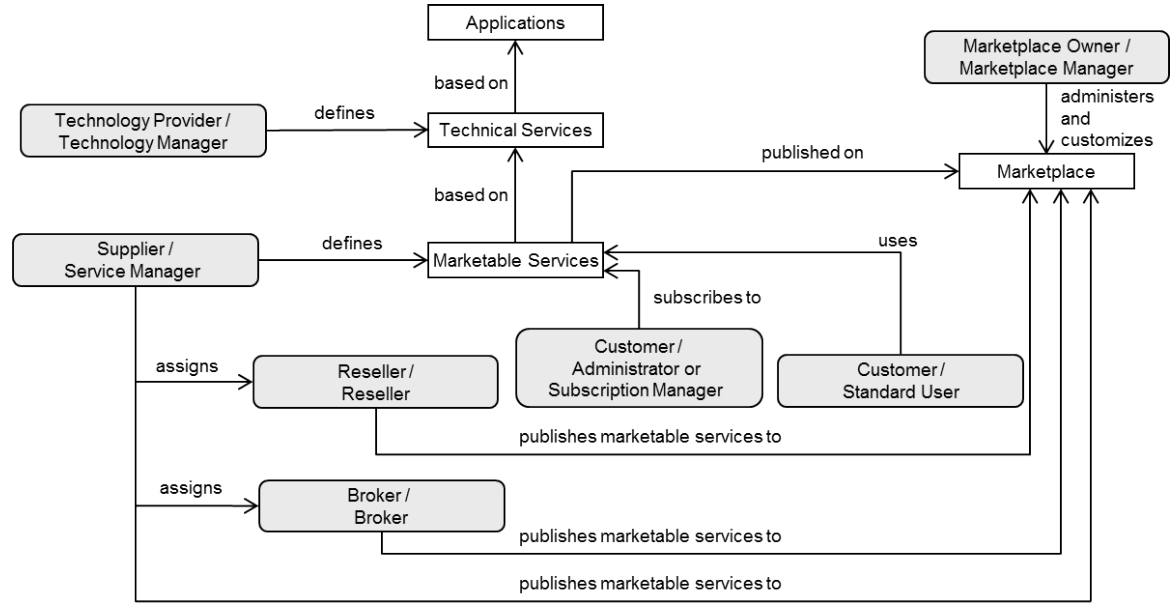 Applications
Marketplace Owner /
Marketplace Manager
based on
administers
and
customizes
Technology Provider /
Technology Manager
defines
Technical Services
published on
Marketplace
based on
Supplier /
Service Manager
defines
Marketable Services
uses
subscribes to
Customer /
Administrator or
Subscription Manager
Customer /
Standard User
assigns
Reseller /
Reseller
publishes marketable services to
assigns
Broker /
Broker
publishes marketable services to
publishes marketable services to